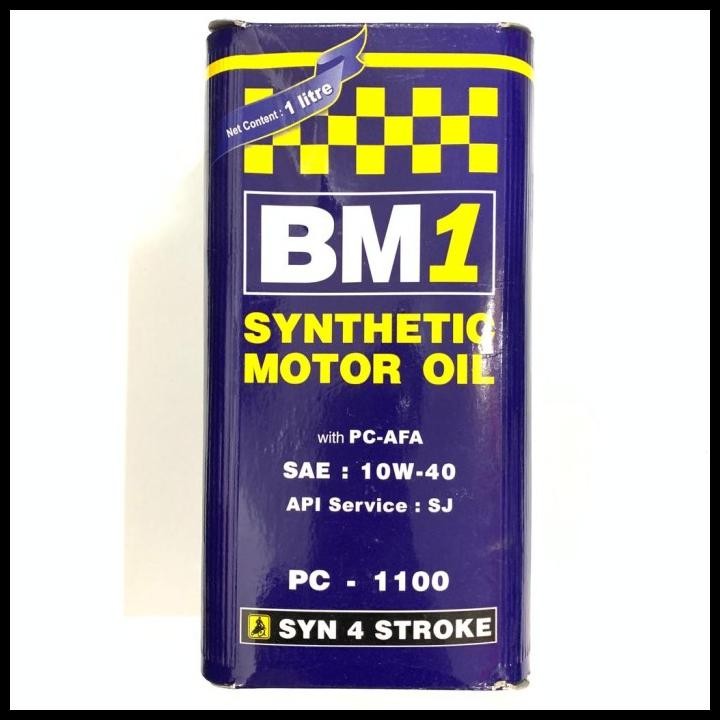 Net Content : 1 litre
BM1
SYNTHETIC
MOTOR OIL
with PC-AFA
SAE : 10W-40
API Service : SJ
PC - 1100
SYN 4 STROKE